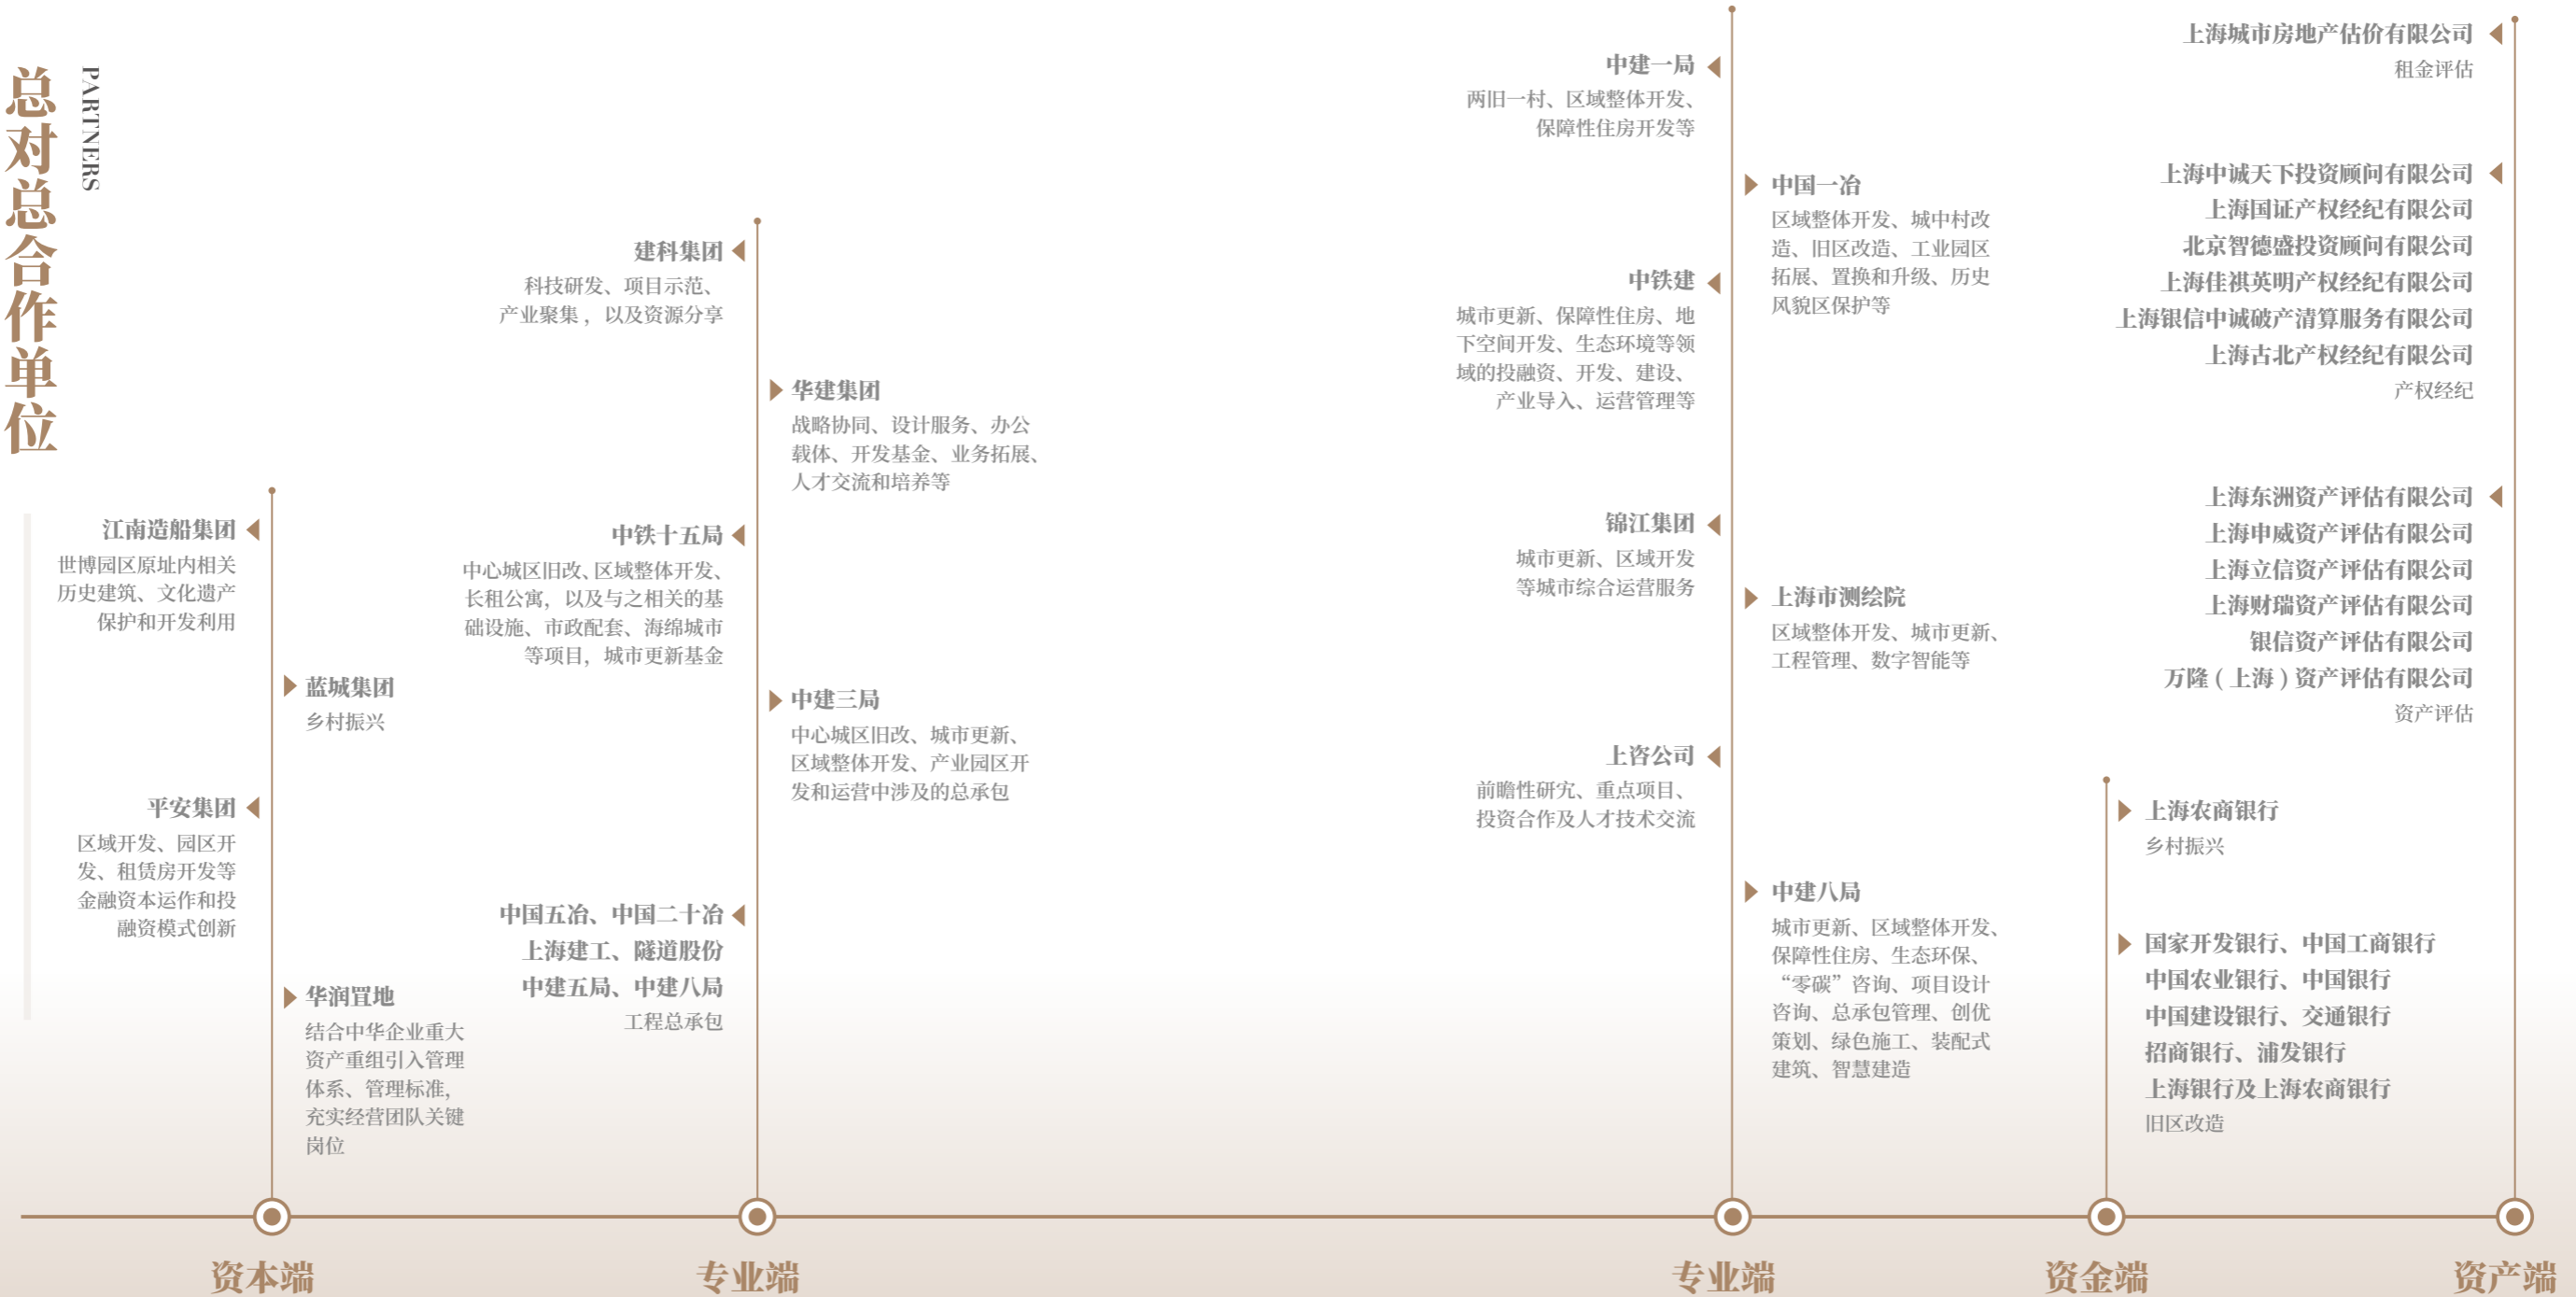 总对总合作单位
PARTNERS
江南造船集团
世博园区原址内相关
历史建筑、文化遗产
保护和开发利用
蓝城集团
乡村振兴
平安集团
区域开发、园区开
发、租赁房开发等
金融资本运作和投
融资模式创新
华润置地
结合中华企业重大
资产重组引入管理
体系、管理标准，
充实经营团队关键
岗位
资本端
建科集团
科技研发、项目示范、
产业聚集，以及资源分享
华建集团
战略协同、设计服务、办公
载体、开发基金、业务拓展、
人才交流和培养等
中铁十五局
中心城区旧改、区域整体开发、
长租公寓，以及与之相关的基
础设施、市政配套、海绵城市
等项目，城市更新基金
中建三局
中心城区旧改、城市更新、
区域整体开发、产业园区开
发和运营中涉及的总承包
中国五冶、中国二十冶
上海建工、隧道股份
中建五局、中建八局
工程总承包
专业端
中建一局
两旧一村、区域整体开发、
保障性住房开发等
中国一冶
区域整体开发、城中村改
造、旧区改造、工业园区
拓展、置换和升级、历史
风貌区保护等
中铁建
城市更新、保障性住房、地
下空间开发、生态环境等领
域的投融资、开发、建设、
产业导入、运营管理等
锦江集团
城市更新、区域开发
等城市综合运营服务
上海市测绘院
区域整体开发、城市更新、
工程管理、数字智能等
上咨公司
前瞻性研究、重点项目、
投资合作及人才技术交流
中建八局
城市更新、区域整体开发、
保障性住房、生态环保、
“零碳”咨询、项目设计
咨询、总承包管理、创优
策划、绿色施工、装配式
建筑、智慧建造
专业端
上海农商银行
乡村振兴
国家开发银行、中国工商银行
中国农业银行、中国银行
中国建设银行、交通银行
招商银行、浦发银行
上海银行及上海农商银行
旧区改造
资金端
上海城市房地产估价有限公司
租金评估
上海中诚天下投资顾问有限公司
上海国证产权经纪有限公司
北京智德盛投资顾问有限公司
上海佳祺英明产权经纪有限公司
上海银信中诚破产清算服务有限公司
上海古北产权经纪有限公司
产权经纪
上海东洲资产评估有限公司
上海申威资产评估有限公司
上海立信资产评估有限公司
上海财瑞资产评估有限公司
银信资产评估有限公司
万隆（上海）资产评估有限公司
资产评估
资产端